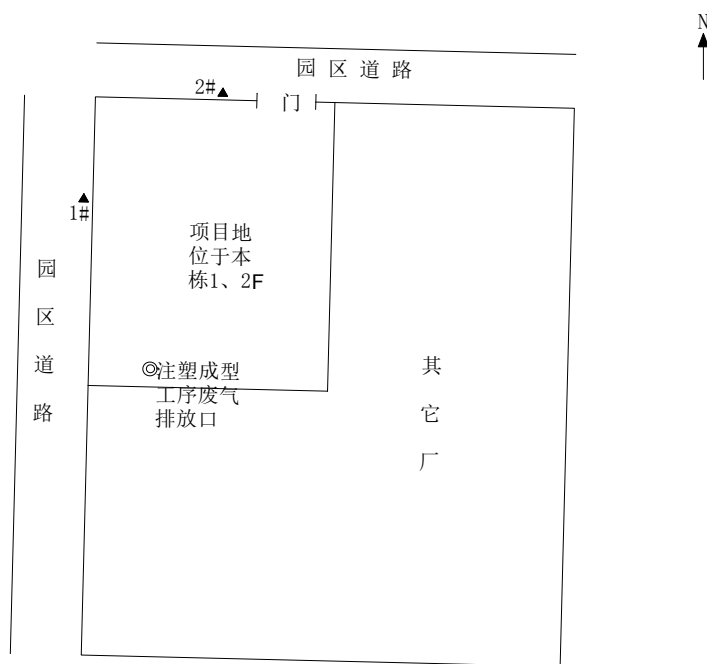 N
园区道路
2#
门
1#
项目地
位于本
栋1、2F
园
区
道
路
注塑成型
工序废气
排放口
其
它
厂